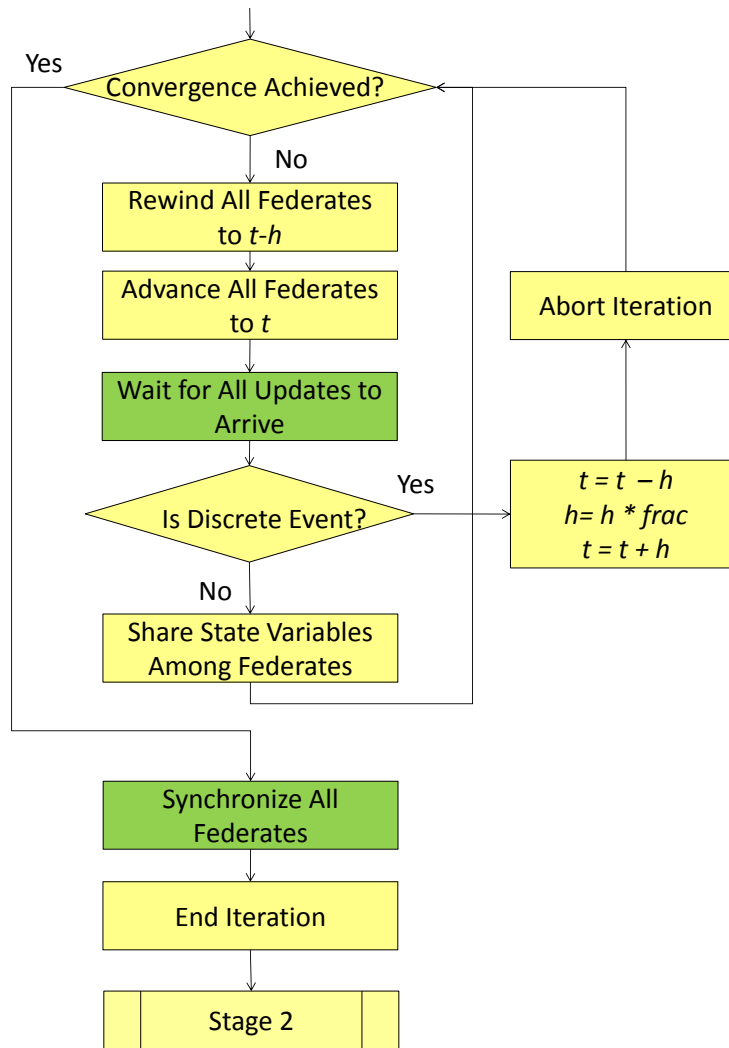 Yes
Convergence Achieved?
No
Rewind All Federates
to t-h
Advance All Federates
to t
Abort Iteration
Wait for All Updates to
Arrive
Yes
Is Discrete Event?
t = t – h
h= h * frac
t = t + h
No
Share State Variables
Among Federates
Synchronize All
Federates
End Iteration
Stage 2